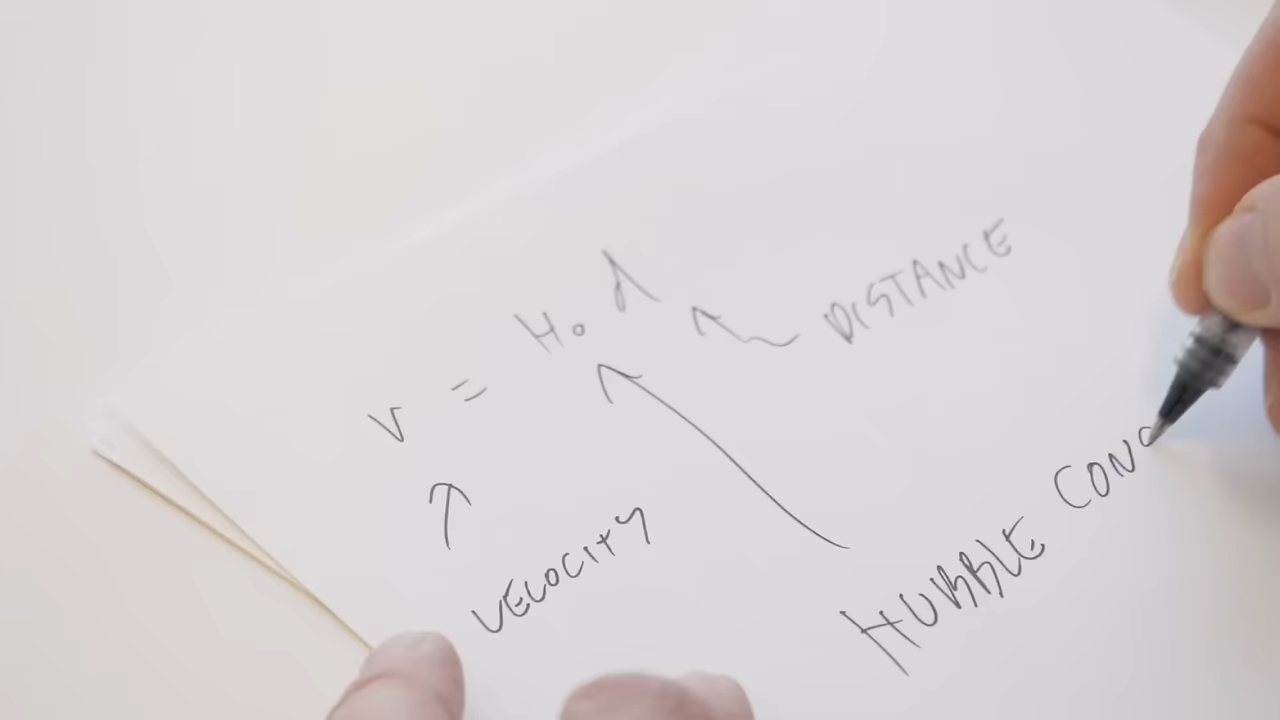 v = H₀ d
DISTANCE
VELOCITY
HUBBLE CONS